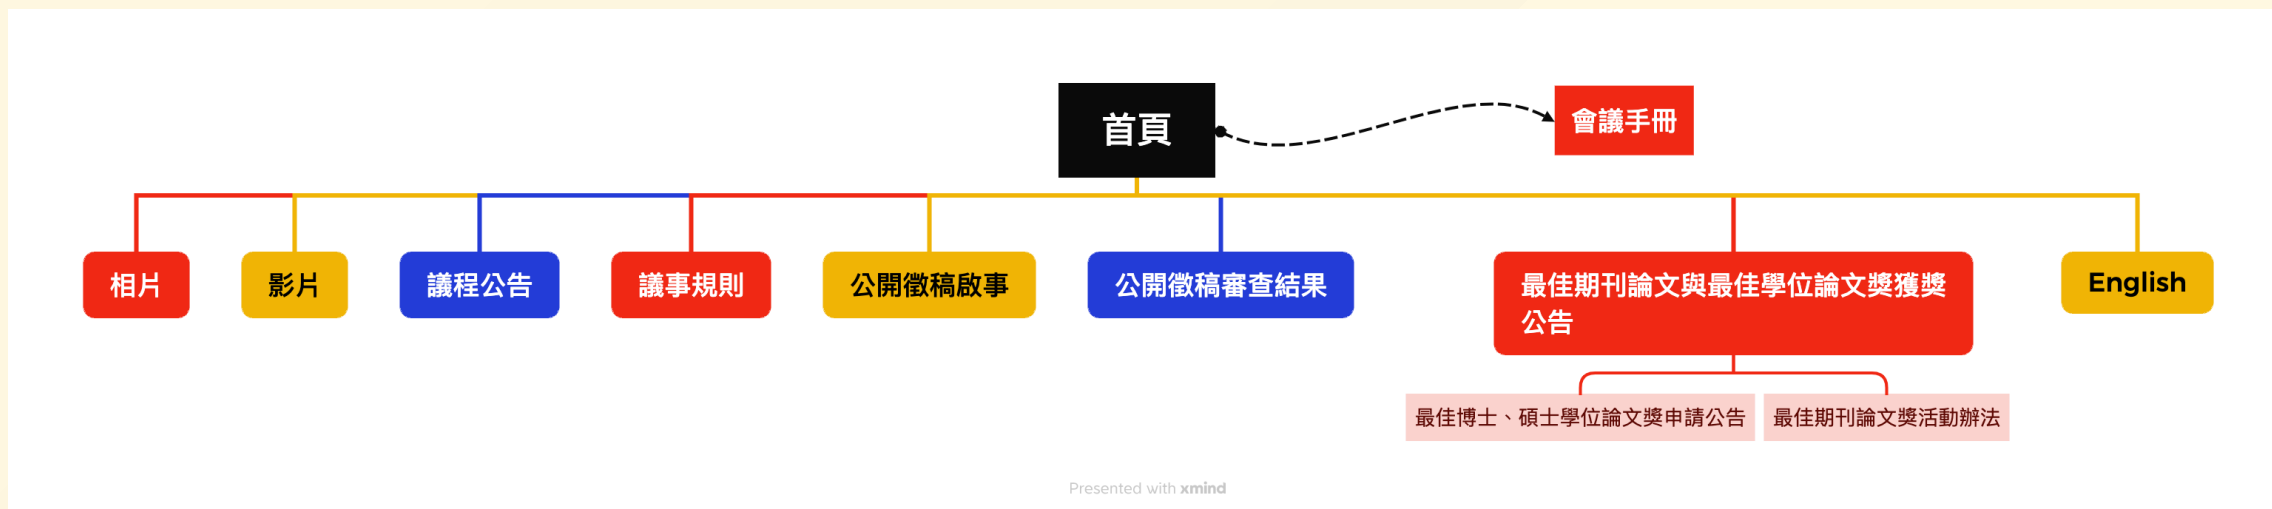 首頁
會議手冊
相片
影片
議程公告
議事規則
公開徵稿啟事
公開徵稿審查結果
最佳期刊論文與最佳學位論文獎獲獎
公告
English
最佳博士、碩士學位論文獎申請公告
最佳期刊論文獎活動辦法
Presented with xmind